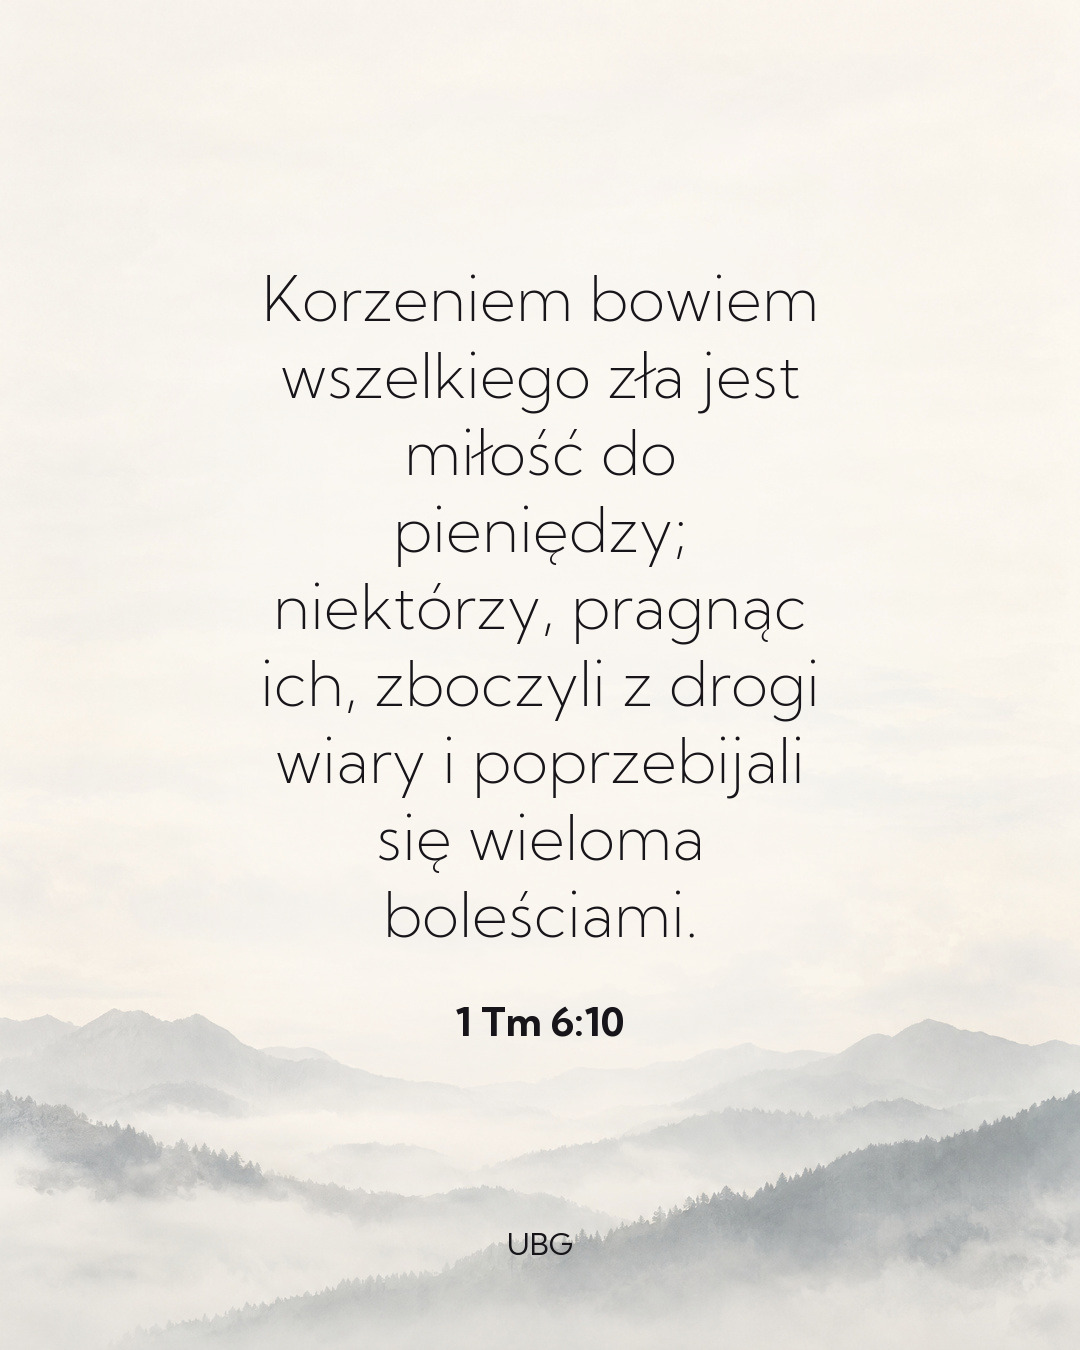 Korzeniem bowiem
wszelkiego zła jest
miłość do
pieniędzy;
niektórzy, pragnąc
ich, zboczyli z drogi
wiary i poprzebijali
się wieloma
boleściami.
1 Tm 6:10
UBG